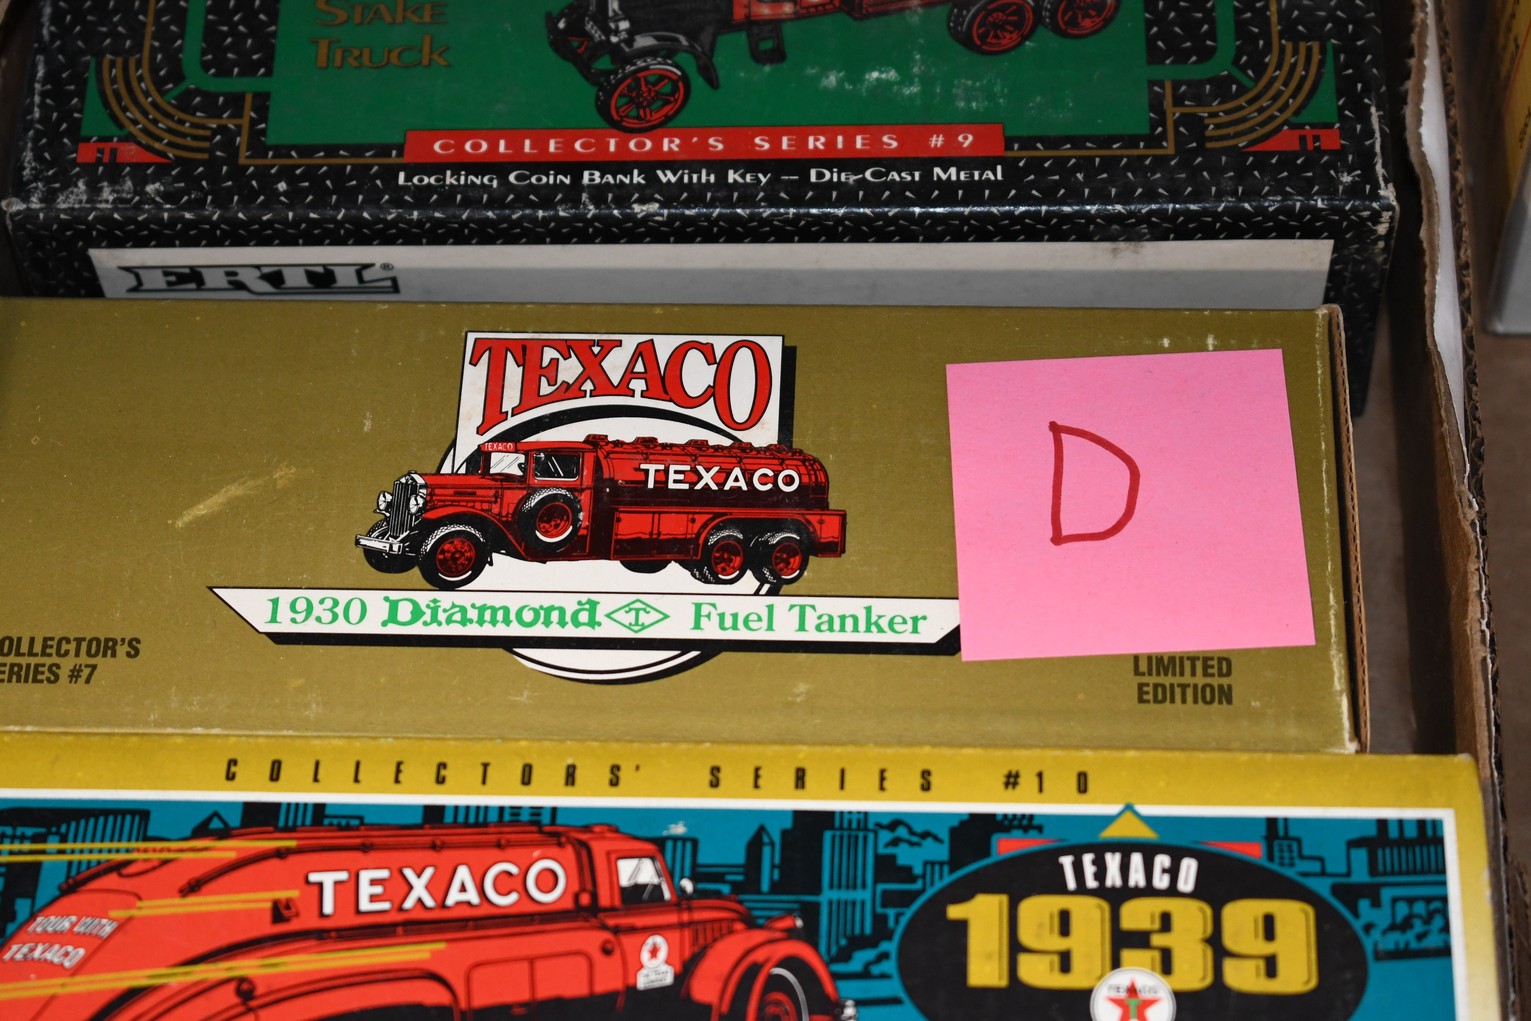 STAKE
TRUCK
COLLECTOR'S SERIES #9
LOCKING COIN BANK WITH KEY – DIE-CAST METAL
ERTL®
TEXACO
TEXACO
TEXACO
D
1930 Diamond T Fuel Tanker
OLLECTOR'S
ERIES #7
LIMITED
EDITION
COLLECTORS' SERIES #10
TEXACO
TEXACO
1939
TOUR WITH
TEXACO
TEXACO
T